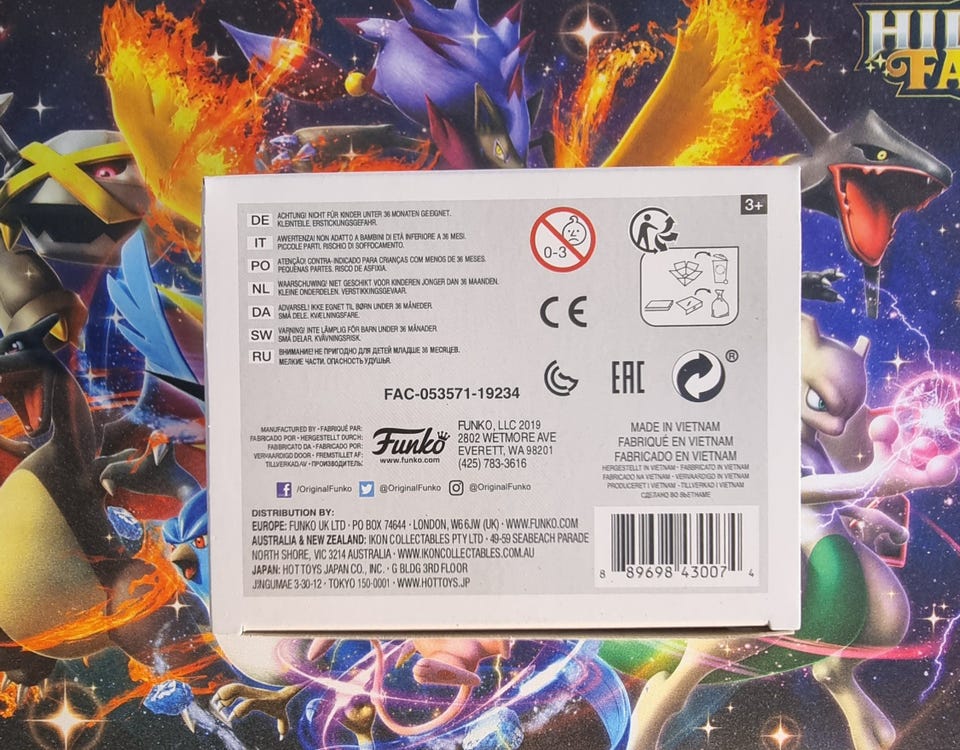 HI
FA
3+
DE ACHTUNG! NICHT FÜR KINDER UNTER 36 MONATEN GEEIGNET.
KLEINTEILE. ERSTICKUNGSGEFAHR.
IT AWERTENZA! NON ADATTO A BAMBINI DI ETÀ INFERIORE A 36 MESI.
PICCOLE PARTI. RISCHIO DI SOFFOCAMENTO.
PO ATENÇÃO! CONTRA-INDICADO PARA CRIANÇAS COM MENOS DE 36 MESES.
PEQUENAS PARTES. RISCO DE ASFIXIA.
NL WAARSCHUWING! NIET GESCHIKT VOOR KINDEREN JONGER DAN 36 MAANDEN.
KLEINE ONDERDELEN. VERSTIKKINGSGEVAAR.
DA ADVARSEL! IKKE EGNET TIL BØRN UNDER 36 MÅNEDER.
SMÅ DELE. KVÆLNINGSFARE.
SW VARNING! INTE LÄMPLIG FÖR BARN UNDER 36 MÅNADER.
SMÅ DELAR. KVÄVNINGSRISK.
RU ВНИМАНИЕ! НЕ ПРИГОДНО ДЛЯ ДЕТЕЙ МЛАДШЕ 36 МЕСЯЦЕВ.
МЕЛКИЕ ЧАСТИ. ОПАСНОСТЬ УДУШЬЯ.
0-3
CE
EAC
®
FAC-053571-19234
MANUFACTURED BY • FABRIQUÉ PAR:
FABRICADO POR • HERGESTELLT DURCH:
FABBRICATO DA • FABRICADO POR:
VERVAARDIGD DOOR • FREMSTILLET AF:
TILLVERKAD AV • ПРОИЗВОДИТЕЛЬ:
Funko
www.funko.com
FUNKO, LLC 2019
2802 WETMORE AVE
EVERETT, WA 98201
(425) 783-3616
/OriginalFunko @OriginalFunko @OriginalFunko
MADE IN VIETNAM
FABRIQUÉ EN VIETNAM
FABRICADO EN VIETNAM
HERGESTELLT IN VIETNAM • FABBRICATO IN VIETNAM
FABRICADO NA VIETNAM • VERVAARDIGD IN VIETNAM
PRODUCERET I VIETNAM • TILLVERKAD I VIETNAM
СДЕЛАНО ВО ВЬЕТНАМЕ
DISTRIBUTION BY:
EUROPE: FUNKO UK LTD • PO BOX 74644 • LONDON, W6 6JW (UK) • WWW.FUNKO.COM
AUSTRALIA & NEW ZEALAND: IKON COLLECTABLES PTY LTD • 49-59 SEABEACH PARADE
NORTH SHORE, VIC 3214 AUSTRALIA • WWW.IKONCOLLECTABLES.COM.AU
JAPAN: HOT TOYS JAPAN CO., INC. • G BLDG 3RD FLOOR
JINGUMAE 3-30-12 • TOKYO 150-0001 • WWW.HOTTOYS.JP
8 89698 43007 4